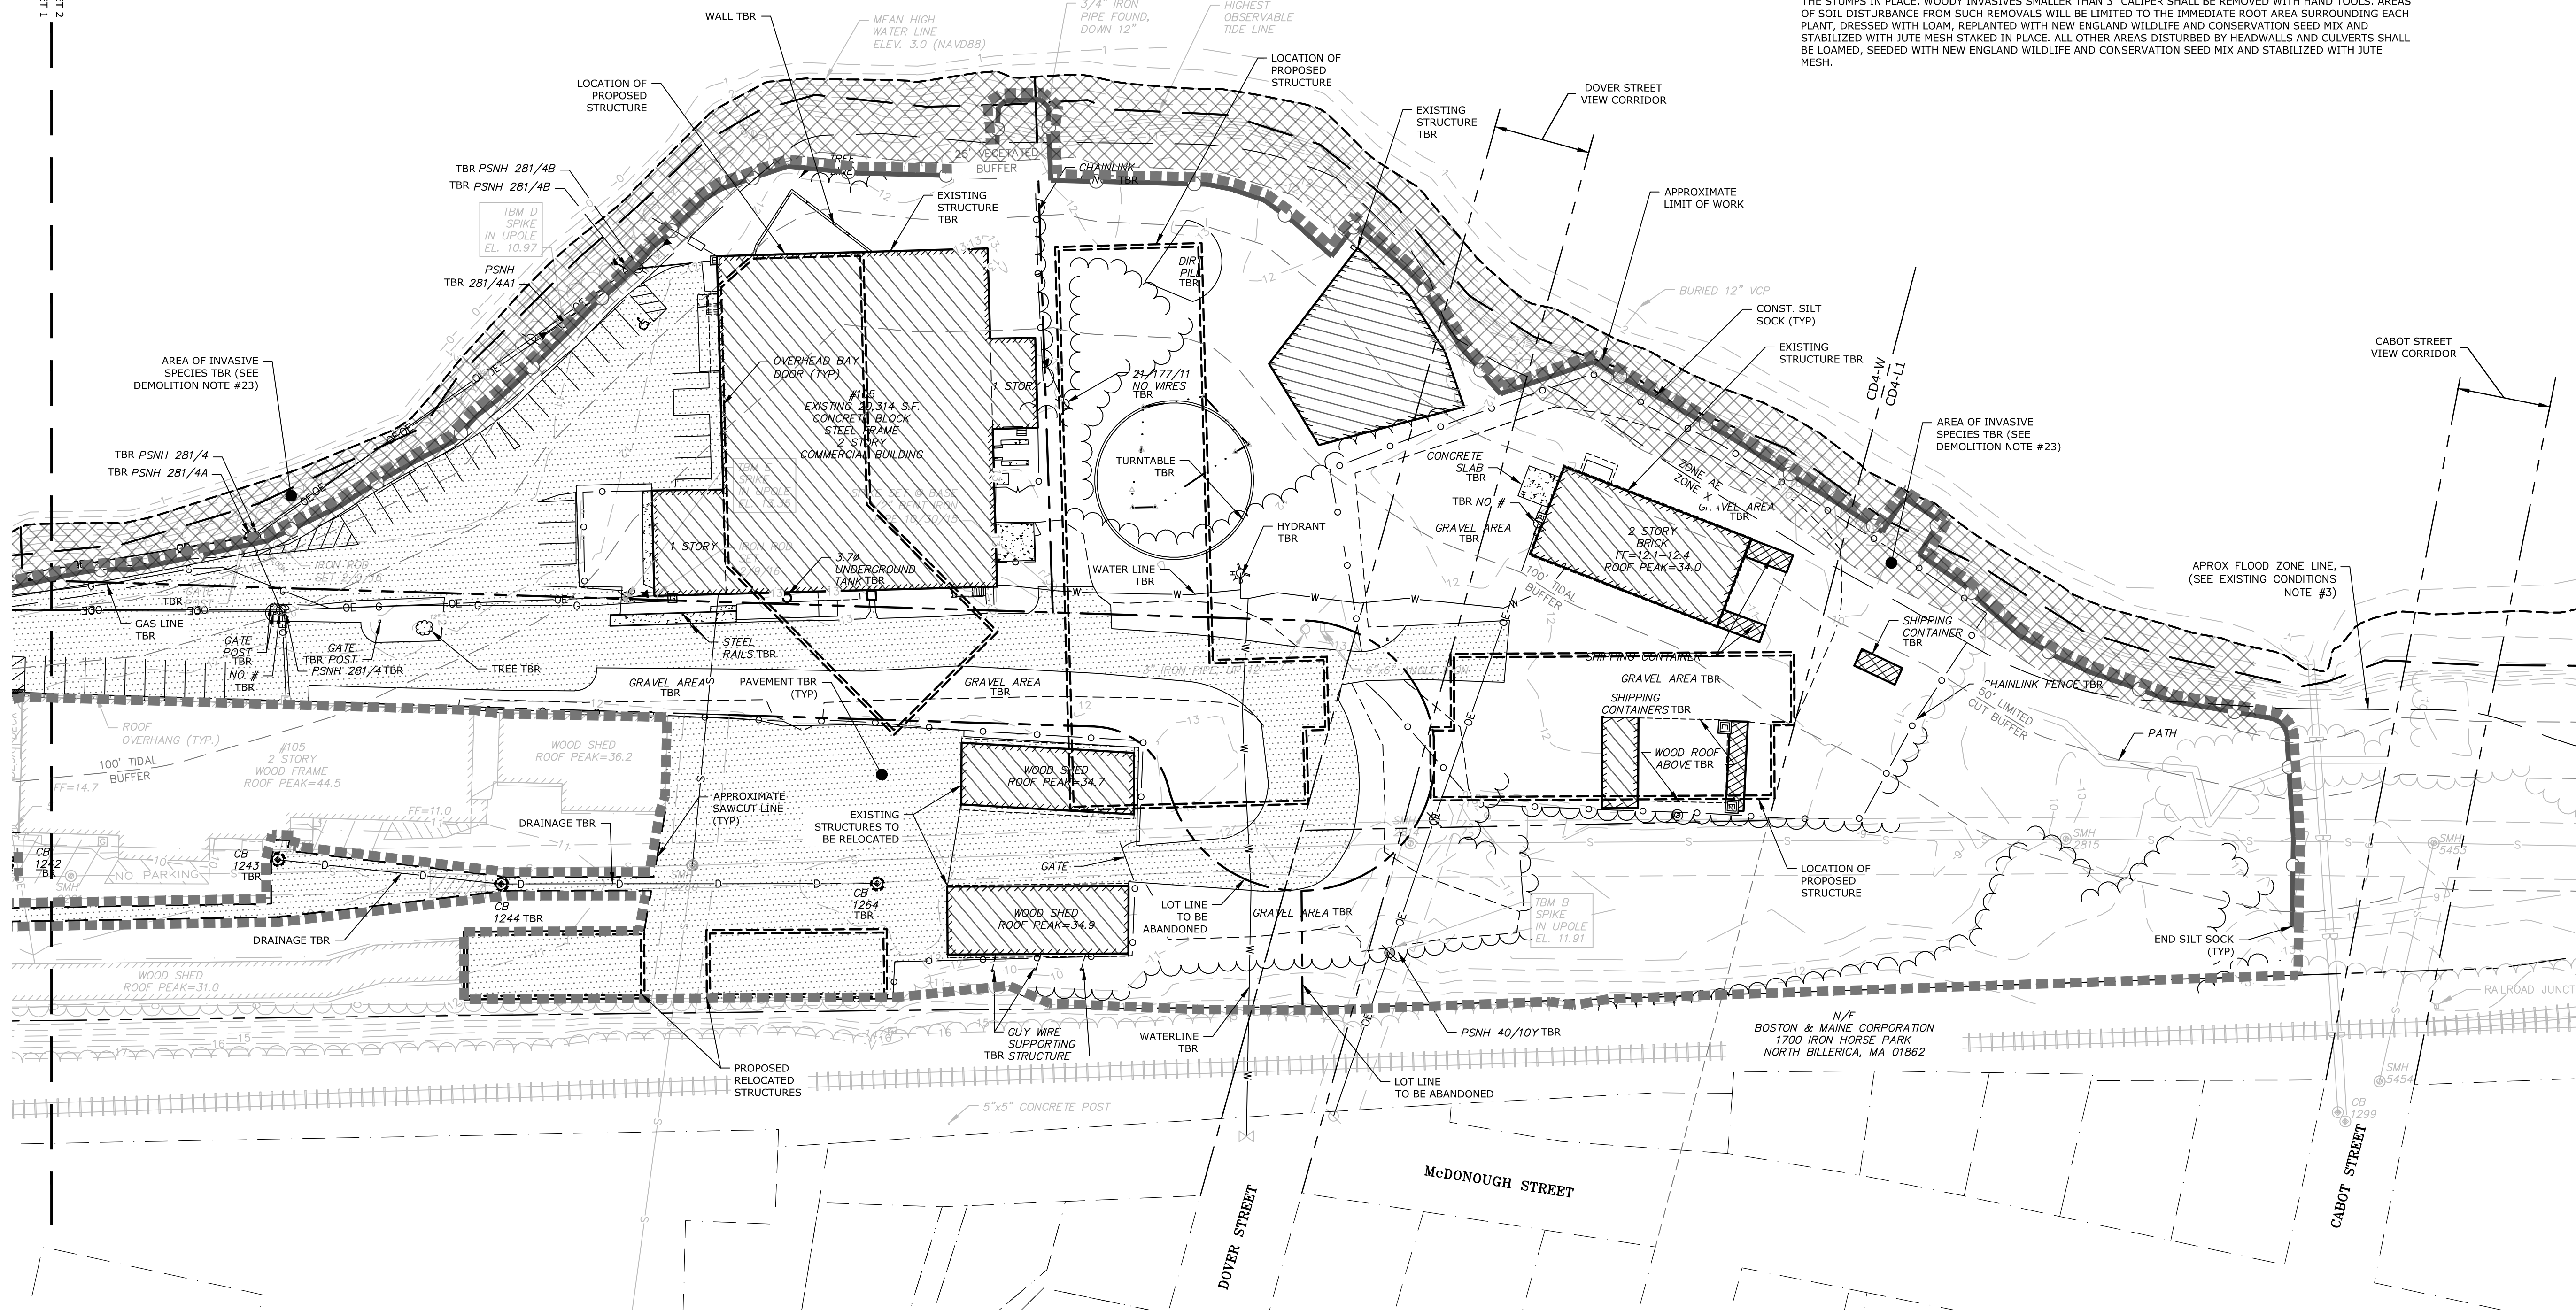 THE STUMPS IN PLACE. WOODY INVASIVES SMALLER THAN 3" CALIPER SHALL BE REMOVED WITH HAND TOOLS. AREAS
OF SOIL DISTURBANCE FROM SUCH REMOVALS WILL BE LIMITED TO THE IMMEDIATE ROOT AREA SURROUNDING EACH
PLANT, DRESSED WITH LOAM, REPLANTED WITH NEW ENGLAND WILDLIFE AND CONSERVATION SEED MIX AND
STABILIZED WITH JUTE MESH STAKED IN PLACE. ALL OTHER AREAS DISTURBED BY HEADWALLS AND CULVERTS SHALL
BE LOAMED, SEEDED WITH NEW ENGLAND WILDLIFE AND CONSERVATION SEED MIX AND STABILIZED WITH JUTE
MESH.
WALL TBR
MEAN HIGH
WATER LINE
ELEV. 3.0 (NAVD88)
3/4" IRON
PIPE FOUND,
DOWN 12"
HIGHEST
OBSERVABLE
TIDE LINE
LOCATION OF
PROPOSED
STRUCTURE
LOCATION OF
PROPOSED
STRUCTURE
EXISTING
STRUCTURE
TBR
DOVER STREET
VIEW CORRIDOR
APPROXIMATE
LIMIT OF WORK
25' VEGETATED
BUFFER
TREE
LINE
CHAINLINK
TBR
TBR PSNH 281/4B
TBR PSNH 281/4B
TBM D
SPIKE
IN UPOLE
EL. 10.97
PSNH
TBR 281/4A1
EXISTING
STRUCTURE
TBR
DIRT
PILE
TBR
BURIED 12" VCP
CONST. SILT
SOCK (TYP)
EXISTING
STRUCTURE TBR
CABOT STREET
VIEW CORRIDOR
CD4-W
CD4-L1
AREA OF INVASIVE
SPECIES TBR (SEE
DEMOLITION NOTE #23)
OVERHEAD BAY
DOOR (TYP)
#105
EXISTING 20,314 S.F.
CONCRETE BLOCK
STEEL FRAME
2 STORY
COMMERCIAL BUILDING
1 STORY
21/177/11
NO WIRES
TBR
AREA OF INVASIVE
SPECIES TBR (SEE
DEMOLITION NOTE #23)
TBR PSNH 281/4
TBR PSNH 281/4A
TURNTABLE
TBR
CONCRETE
SLAB
TBR
TBR NO #
GRAVEL AREA
TBR
ZONE AE
ZONE X
GRAVEL AREA
TBR
2 STORY
BRICK
FF=12.1-12.4
ROOF PEAK=34.0
HYDRANT
TBR
WATER LINE
TBR
1 STORY
3.7ø
UNDERGROUND
TANK TBR
100' TIDAL
BUFFER
APROX FLOOD ZONE LINE,
(SEE EXISTING CONDITIONS
NOTE #3)
TBR
GAS LINE
TBR
GATE
POST
TBR
NO #
TBR
GATE
TBR POST
PSNH 281/4 TBR
TREE TBR
STEEL
RAILS TBR
SHIPPING
CONTAINER
TBR
SHIPPING CONTAINER
GRAVEL AREA TBR
SHIPPING
CONTAINERS TBR
WOOD ROOF
ABOVE TBR
CHAINLINK FENCE TBR
50' LIMITED
CUT BUFFER
PATH
GRAVEL AREA
TBR
PAVEMENT TBR
(TYP)
GRAVEL AREA
TBR
ROOF
OVERHANG (TYP.)
100' TIDAL
BUFFER
#105
2 STORY
WOOD FRAME
ROOF PEAK=44.5
WOOD SHED
ROOF PEAK=36.2
FF=14.7
FF=11.0
WOOD SHED
ROOF PEAK=34.7
APPROXIMATE
SAWCUT LINE
(TYP)
EXISTING
STRUCTURES TO
BE RELOCATED
DRAINAGE TBR
CB
1242
TBR
CB
1243
TBR
NO PARKING
CB
1244 TBR
CB
1264
TBR
GATE
LOT LINE
TO BE
ABANDONED
GRAVEL AREA TBR
LOCATION OF
PROPOSED
STRUCTURE
SMH
2815
SMH
5453
TBM B
SPIKE
IN UPOLE
EL. 11.91
WOOD SHED
ROOF PEAK=34.9
DRAINAGE TBR
WOOD SHED
ROOF PEAK=31.0
END SILT SOCK
(TYP)
GUY WIRE
SUPPORTING
TBR STRUCTURE
WATERLINE
TBR
PSNH 40/10Y TBR
N/F
BOSTON & MAINE CORPORATION
1700 IRON HORSE PARK
NORTH BILLERICA, MA 01862
PROPOSED
RELOCATED
STRUCTURES
LOT LINE
TO BE ABANDONED
5"x5" CONCRETE POST
SMH
5454
CB
1299
McDONOUGH STREET
DOVER STREET
CABOT STREET